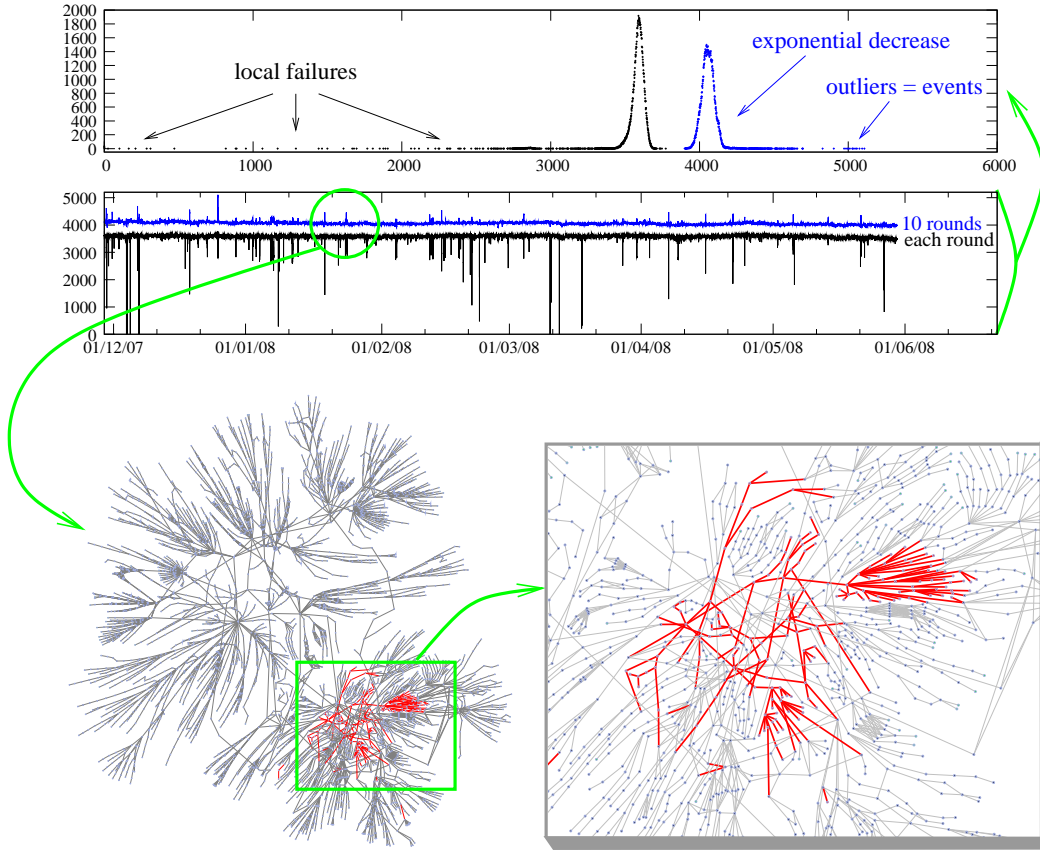 2000
1800
1600
1400
1200
1000
800
600
400
200
0
local failures
exponential decrease
outliers = events
0 1000 2000 3000 4000 5000 6000
5000
4000
3000
2000
1000
0
10 rounds
each round
01/12/07 01/01/08 01/02/08 01/03/08 01/04/08 01/05/08 01/06/08